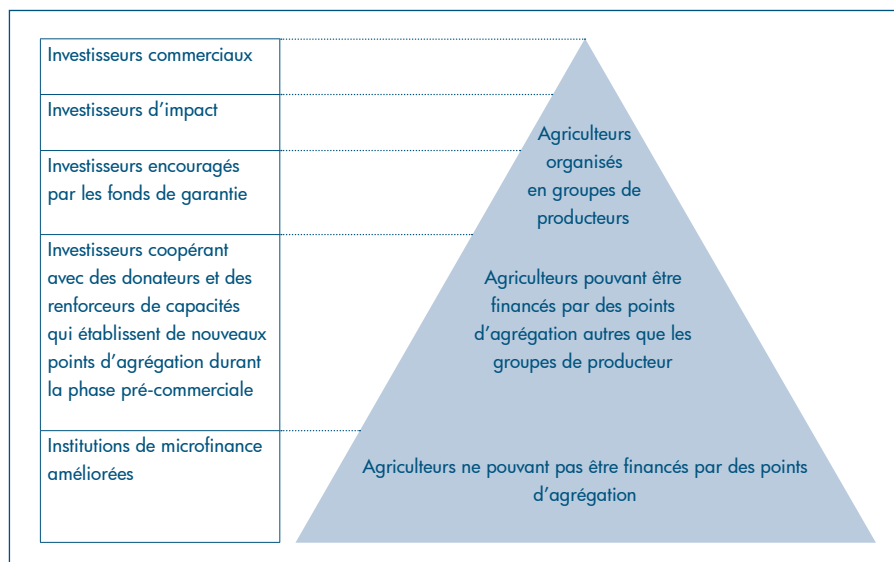 Investisseurs commerciaux
Investisseurs d’impact
Investisseurs encouragés
par les fonds de garantie
Investisseurs coopérant
avec des donateurs et des
renforceurs de capacités
qui établissent de nouveaux
points d’agrégation durant
la phase pré-commerciale
Institutions de microfinance
améliorées
Agriculteurs
organisés
en groupes de
producteurs
Agriculteurs pouvant être
financés par des points
d’agrégation autres que les
groupes de producteur
Agriculteurs ne pouvant pas être financés par des points
d’agrégation